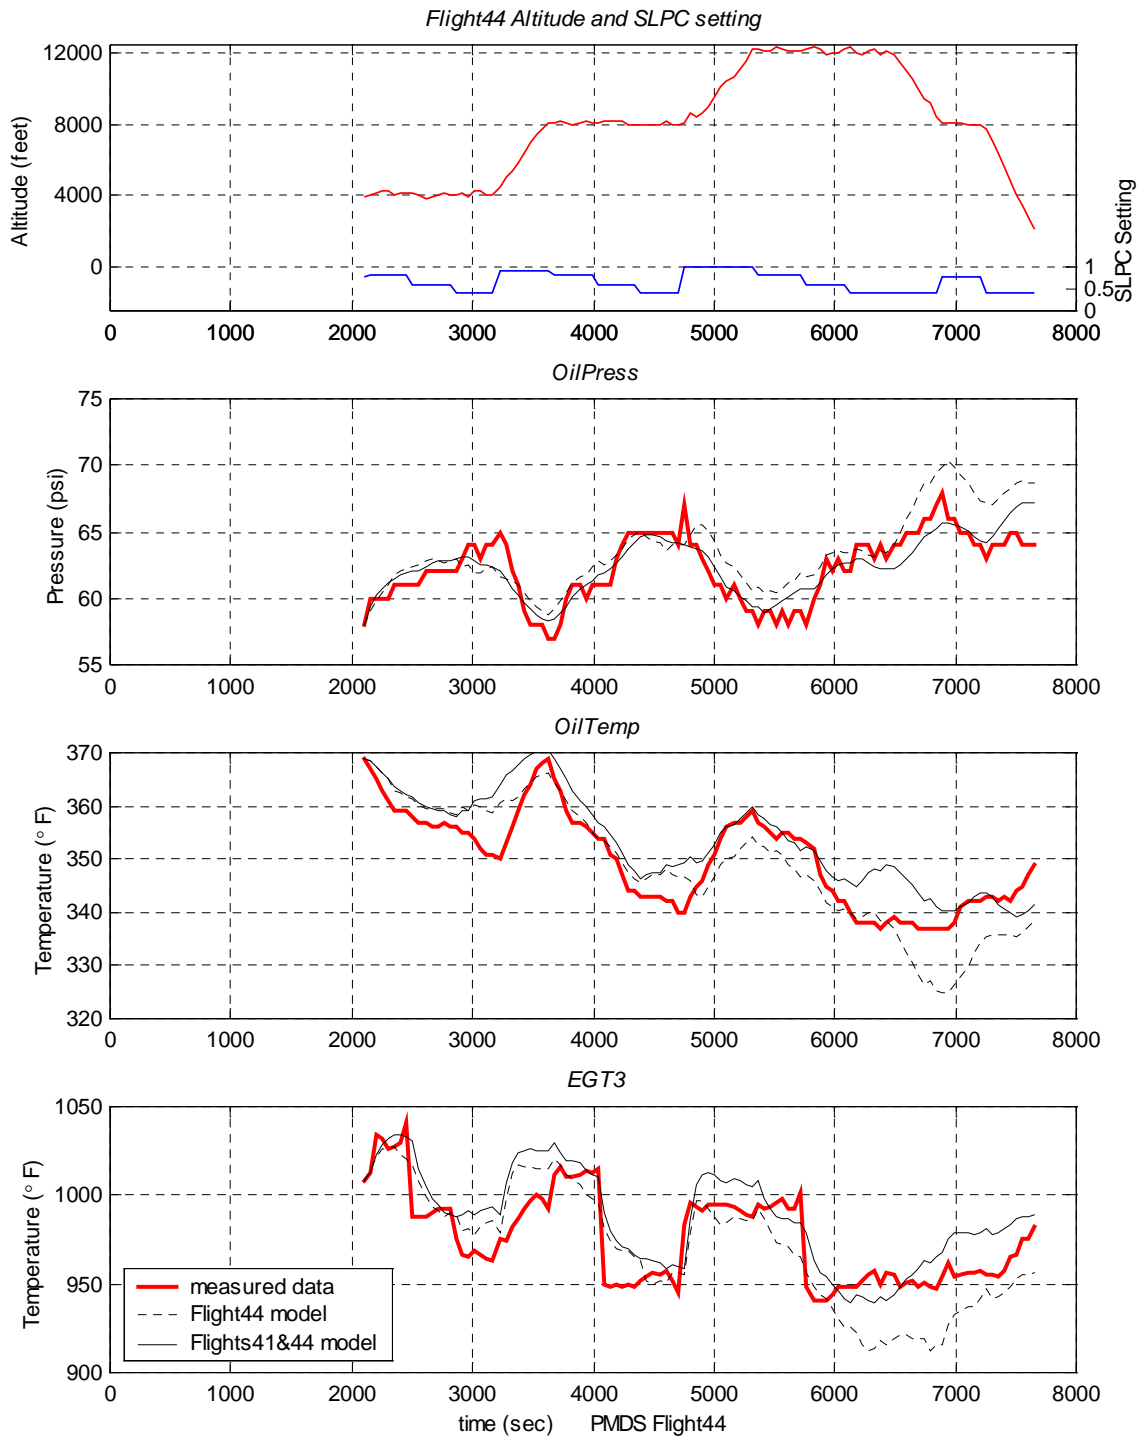 Flight44 Altitude and SLPC setting
12000
8000
4000
0
Altitude (feet)
1
0.5
0
SLPC Setting
0 1000 2000 3000 4000 5000 6000 7000 8000
OilPress
75
70
65
60
55
Pressure (psi)
0 1000 2000 3000 4000 5000 6000 7000 8000
OilTemp
370
360
350
340
330
320
Temperature (° F)
0 1000 2000 3000 4000 5000 6000 7000 8000
EGT3
1050
1000
950
900
Temperature (° F)
measured data
Flight44 model
Flights41&44 model
0 1000 2000 3000 4000 5000 6000 7000 8000
time (sec) PMDS Flight44